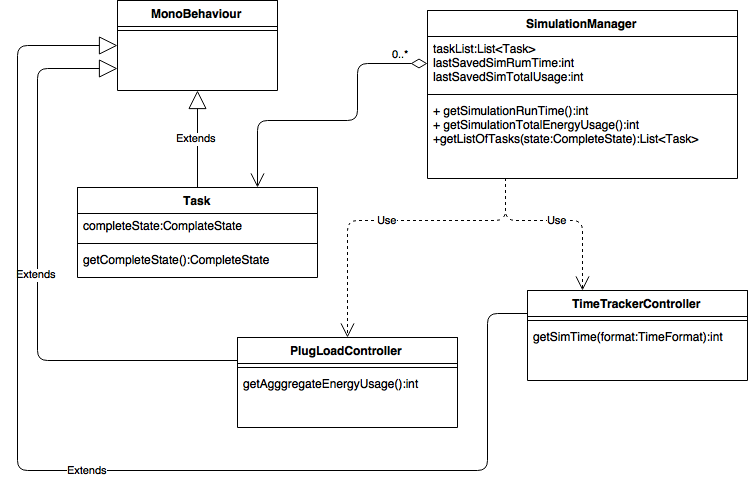 MonoBehaviour
SimulationManager
taskList:List<Task>
lastSavedSimRumTime:int
lastSavedSimTotalUsage:int
+ getSimulationRunTime():int
+ getSimulationTotalEnergyUsage():int
+getListOfTasks(state:CompleteState):List<Task>
0..*
Extends
Task
completeState:ComplateState
getCompleteState():CompleteState
Use
Use
Extends
TimeTrackerController
getSimTime(format:TimeFormat):int
PlugLoadController
getAgggregateEnergyUsage():int
Extends